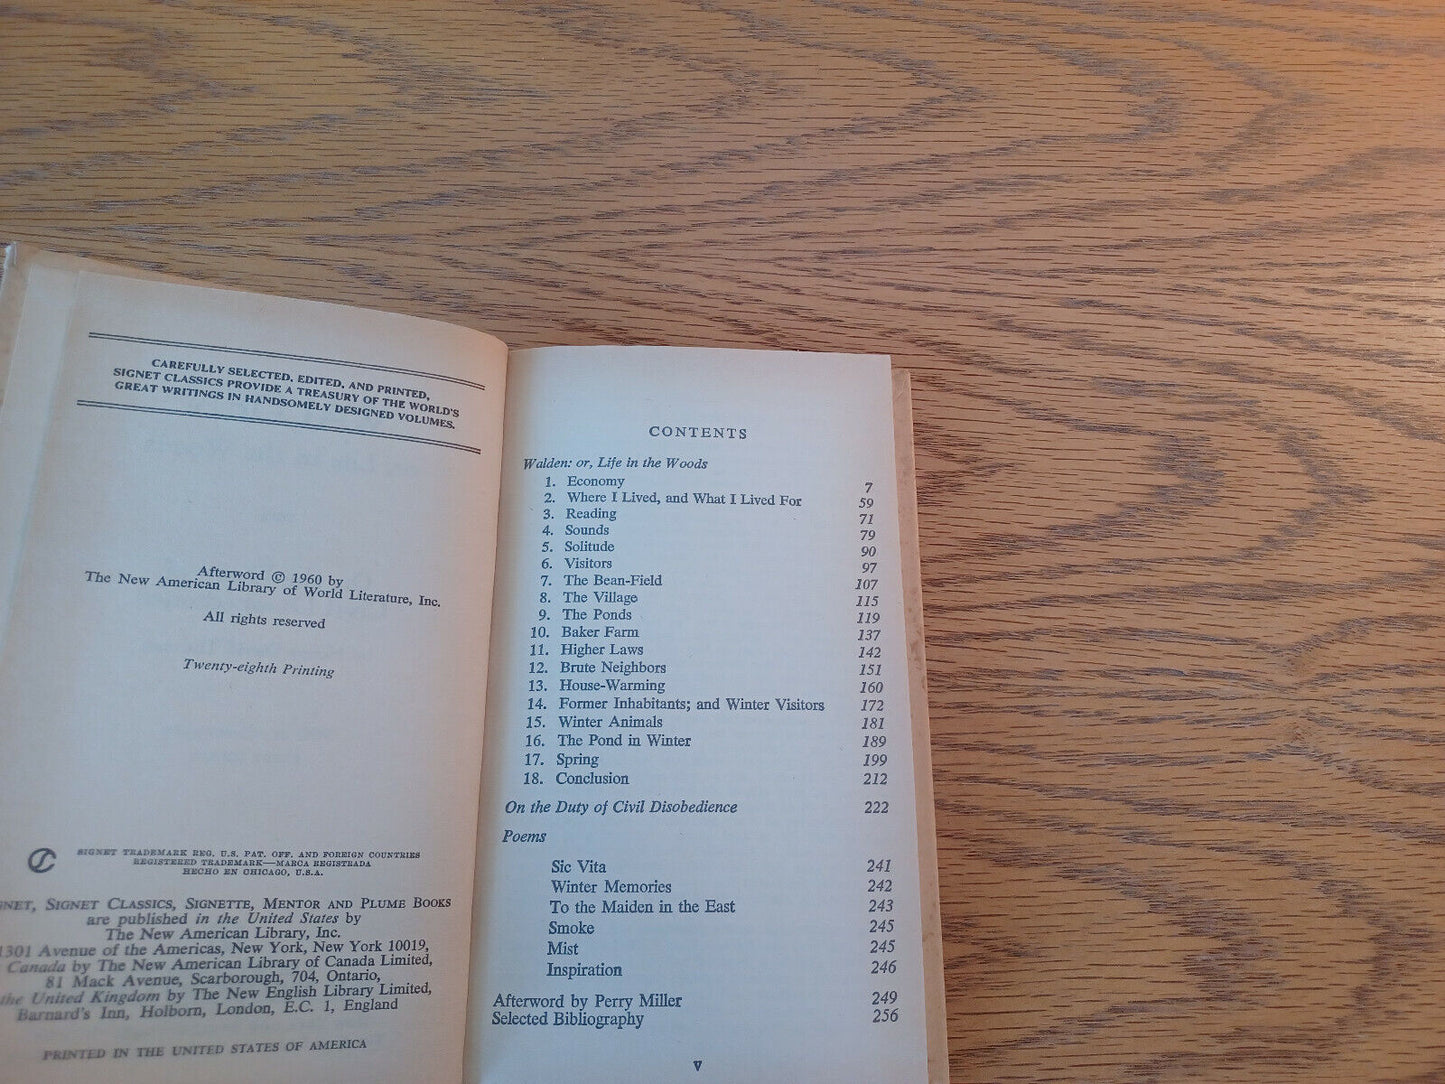 CAREFULLY SELECTED, EDITED, AND PRINTED,
SIGNET CLASSICS PROVIDE A TREASURY OF THE WORLD'S
GREAT WRITINGS IN HANDSOMELY DESIGNED VOLUMES.
Afterword © 1960 by
The New American Library of World Literature, Inc.
All rights reserved
Twenty-eighth Printing
SIGNET TRADEMARK REG. U.S. PAT. OFF. AND FOREIGN COUNTRIES
REGISTERED TRADEMARK—MARCA REGISTRADA
HECHO EN CHICAGO, U.S.A.
GNET, SIGNET CLASSICS, SIGNETTE, MENTOR AND PLUME BOOKS
are published in the United States by
The New American Library, Inc.
1301 Avenue of the Americas, New York, New York 10019,
Canada by The New American Library of Canada Limited,
81 Mack Avenue, Scarborough, 704, Ontario,
the United Kingdom by The New English Library Limited,
Barnard's Inn, Holborn, London, E.C. 1, England
PRINTED IN THE UNITED STATES OF AMERICA
CONTENTS
Walden: or, Life in the Woods
1. Economy 7
2. Where I Lived, and What I Lived For 59
3. Reading 71
4. Sounds 79
5. Solitude 90
6. Visitors 97
7. The Bean-Field 107
8. The Village 115
9. The Ponds 119
10. Baker Farm 137
11. Higher Laws 142
12. Brute Neighbors 151
13. House-Warming 160
14. Former Inhabitants; and Winter Visitors 172
15. Winter Animals 181
16. The Pond in Winter 189
17. Spring 199
18. Conclusion 212
On the Duty of Civil Disobedience 222
Poems
Sic Vita 241
Winter Memories 242
To the Maiden in the East 243
Smoke 245
Mist 245
Inspiration 246
Afterword by Perry Miller 249
Selected Bibliography 256
V